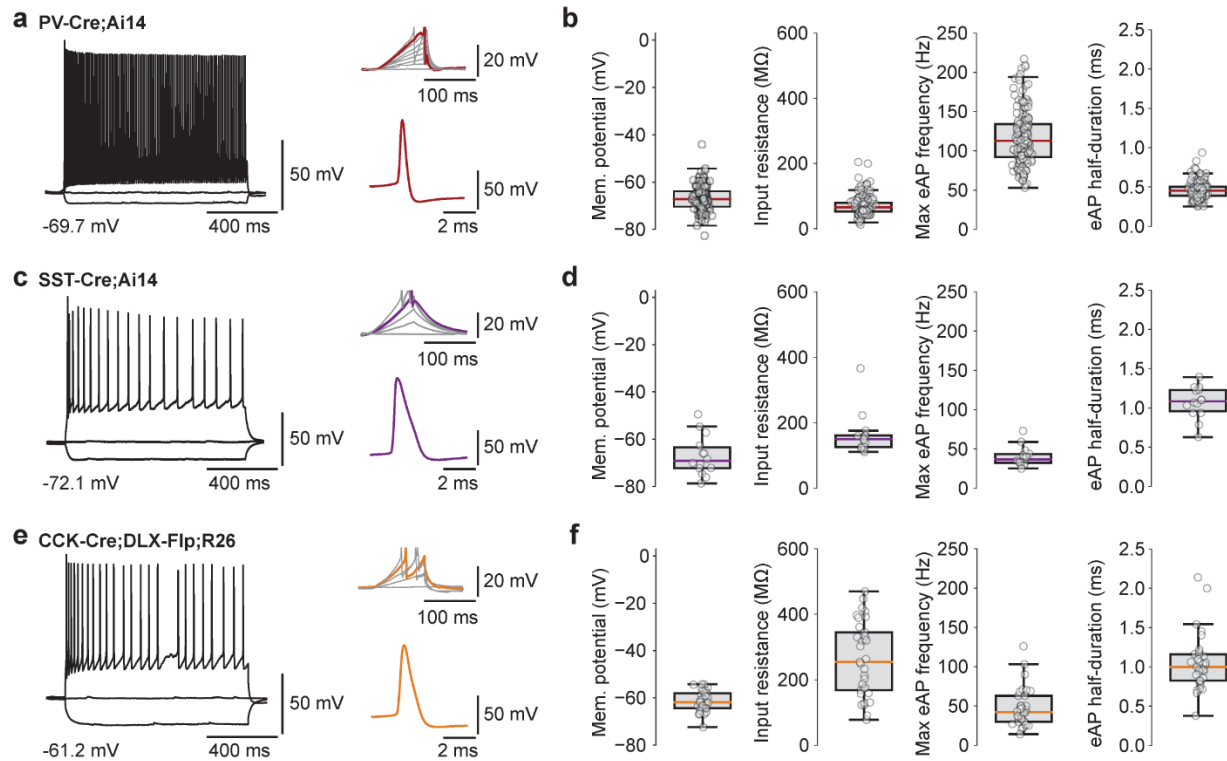 a PV-Cre;Ai14
20 mV
100 ms
50 mV
50 mV
-69.7 mV
400 ms
2 ms
b
Mem. potential (mV)
0
−20
−40
−60
−80
Input resistance (MΩ)
600
400
200
0
Max eAP frequency (Hz)
250
200
150
100
50
0
eAP half-duration (ms)
2.5
2.0
1.5
1.0
0.5
0.0
c SST-Cre;Ai14
20 mV
100 ms
50 mV
50 mV
-72.1 mV
400 ms
2 ms
d
Mem. potential (mV)
0
−20
−40
−60
−80
Input resistance (MΩ)
600
400
200
0
Max eAP frequency (Hz)
250
200
150
100
50
0
eAP half-duration (ms)
2.5
2.0
1.5
1.0
0.5
0.0
e CCK-Cre;DLX-Flp;R26
20 mV
100 ms
50 mV
50 mV
-61.2 mV
400 ms
2 ms
f
Mem. potential (mV)
0
−20
−40
−60
−80
Input resistance (MΩ)
600
400
200
0
Max eAP frequency (Hz)
250
200
150
100
50
0
eAP half-duration (ms)
2.5
2.0
1.5
1.0
0.5
0.0